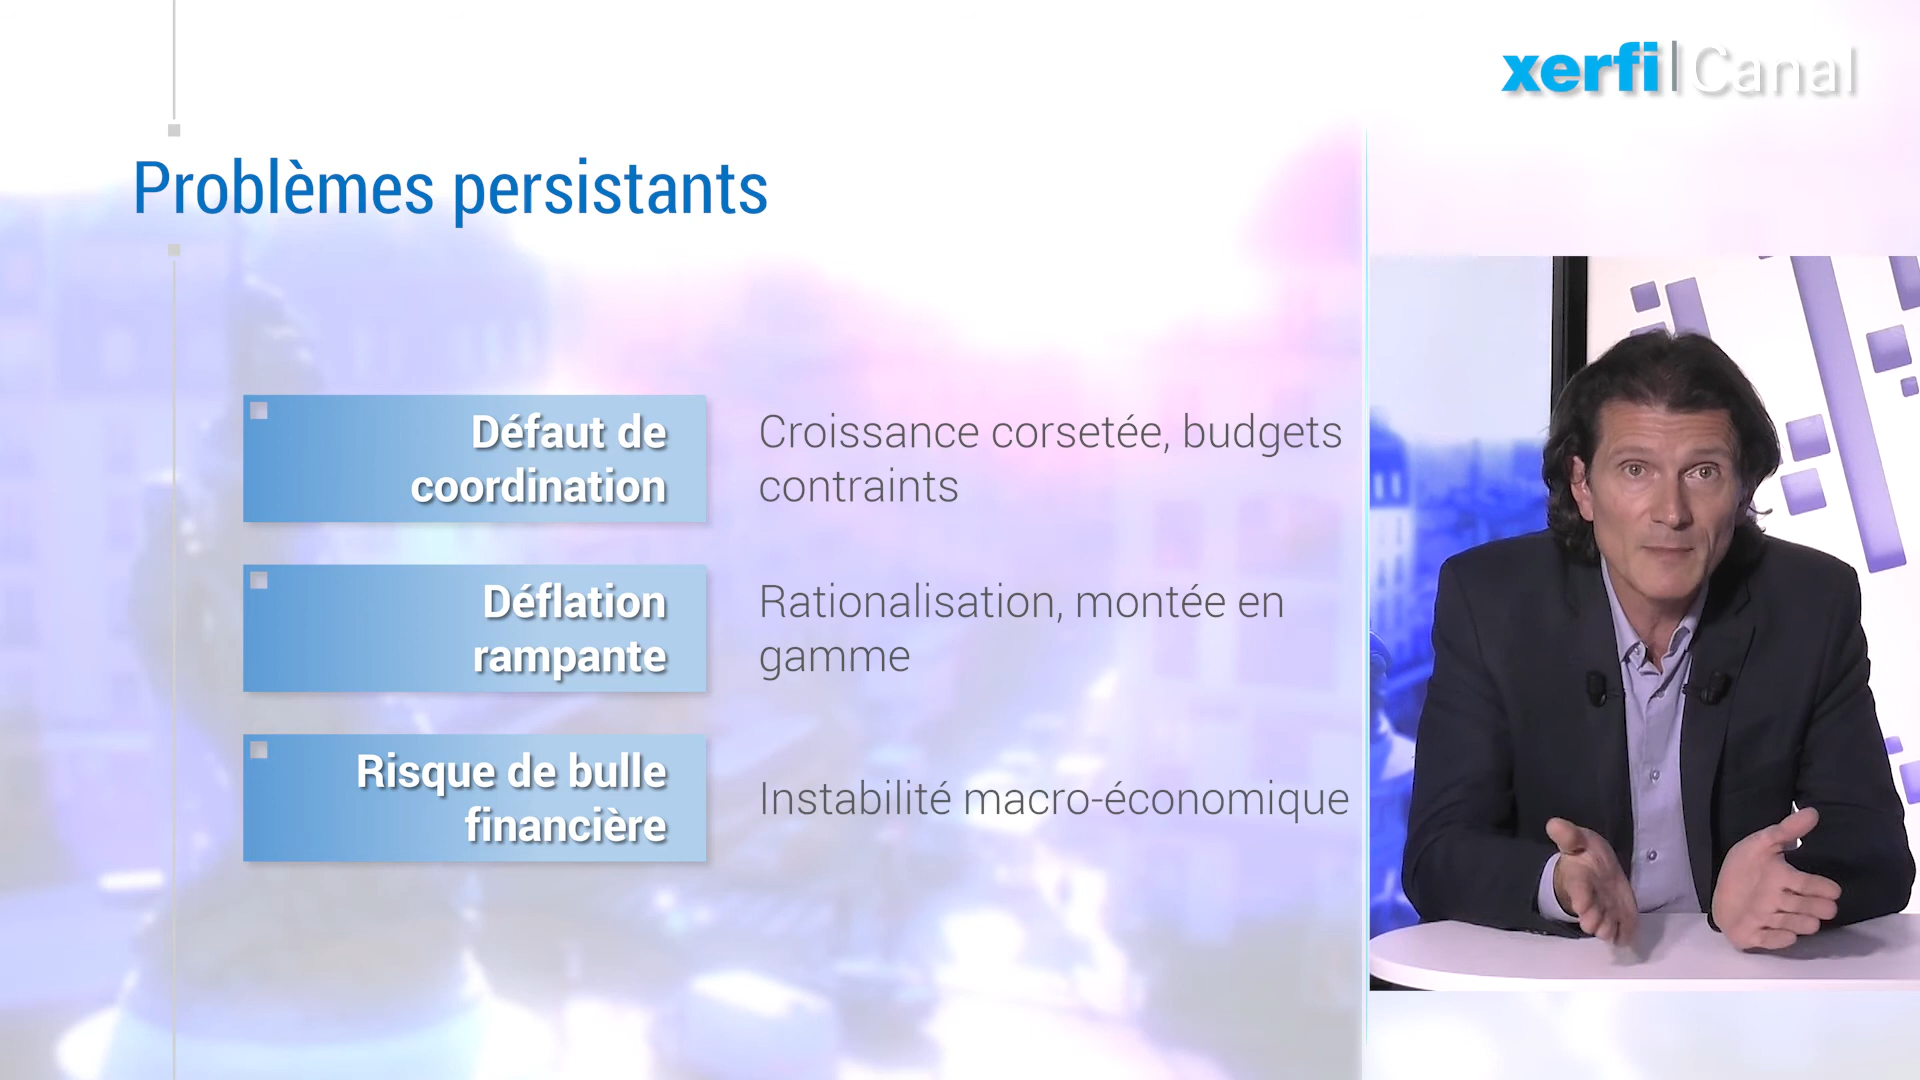 xerfi|Canal
Problèmes persistants
Défaut de
coordination
Croissance corsetée, budgets
contraints
Déflation
rampante
Rationalisation, montée en
gamme
Risque de bulle
financière
Instabilité macro-économique